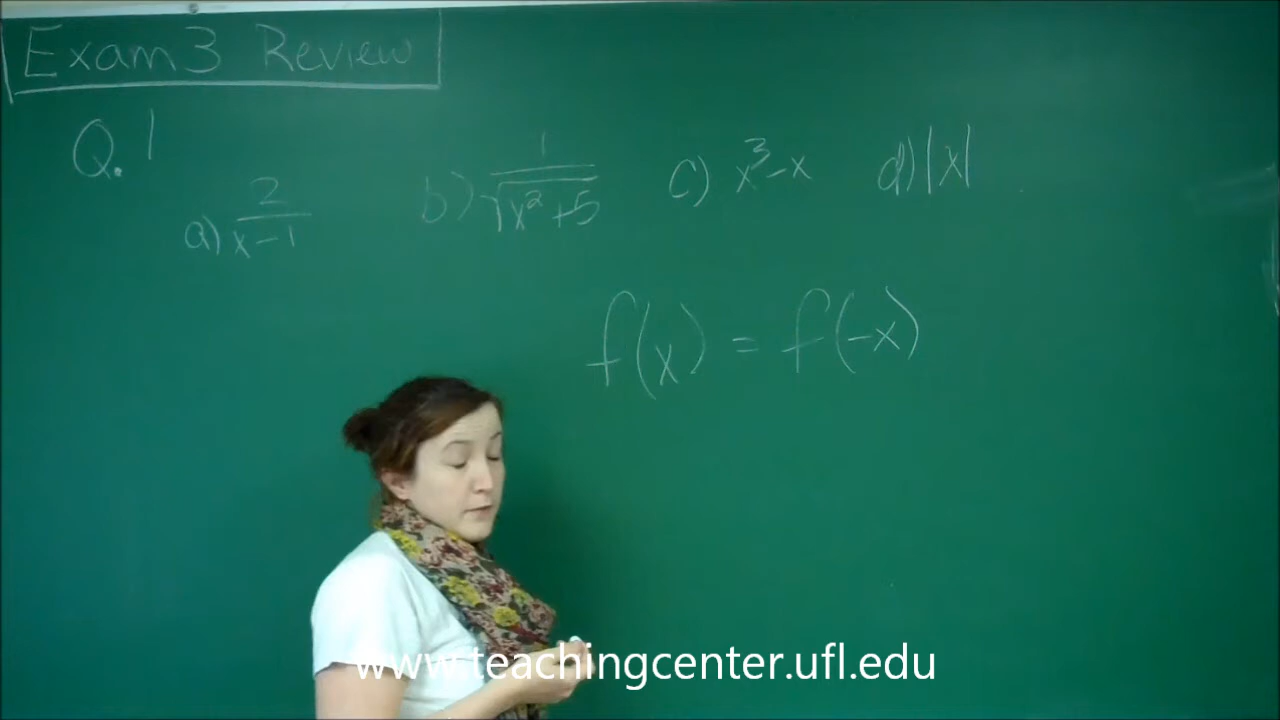 Exam 3 Review
Q.1
a) 2/(x-1)
b) 1/√(x²+5)
c) x³-x
d) |x|
f(x) = f(-x)
www.teachingcenter.ufl.edu